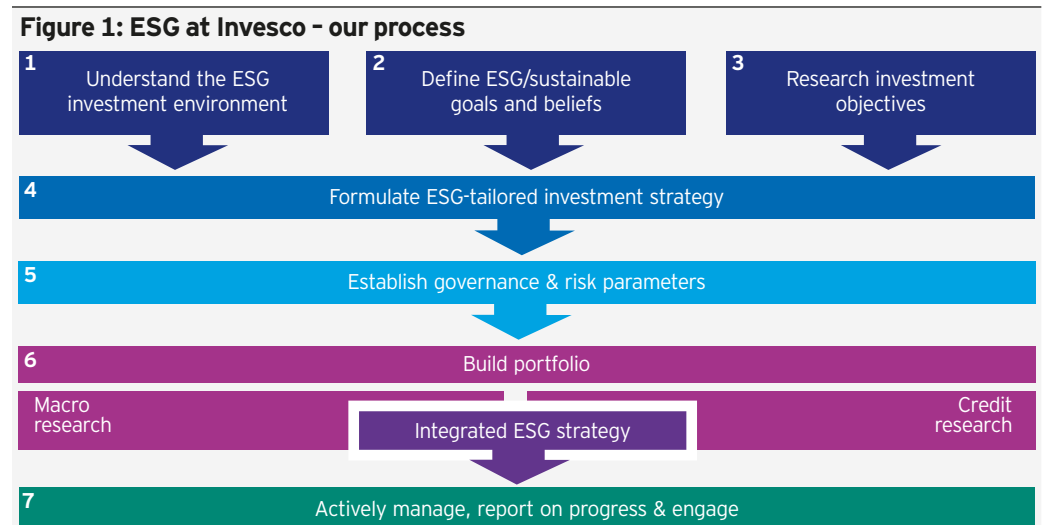 Figure 1: ESG at Invesco – our process
1
Understand the ESG
investment environment
2
Define ESG/sustainable
goals and beliefs
3
Research investment
objectives
4
Formulate ESG-tailored investment strategy
5
Establish governance & risk parameters
6
Build portfolio
Macro
research
Integrated ESG strategy
Credit
research
7
Actively manage, report on progress & engage